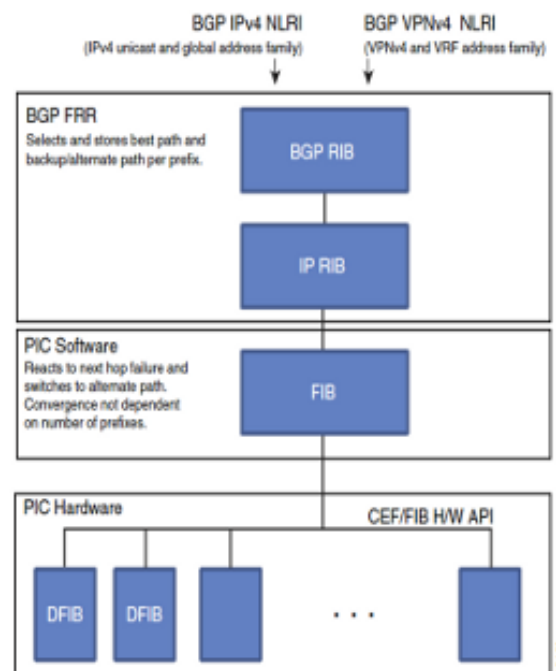 BGP IPv4 NLRI
(IPv4 unicast and global address family)
BGP VPNv4 NLRI
(VPNv4 and VRF address family)
BGP FRR
Selects and stores best path and
backup/alternate path per prefix.
BGP RIB
IP RIB
PIC Software
Reacts to next hop failure and
switches to alternate path.
Convergence not dependent
on number of prefixes.
FIB
PIC Hardware
CEF/FIB H/W API
DFIB
DFIB
. . .